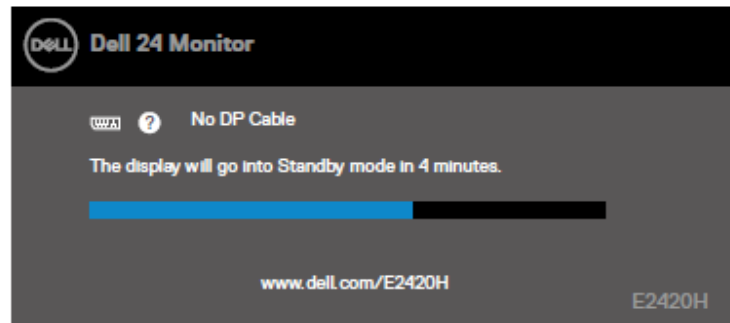 DELL
Dell 24 Monitor
? No DP Cable
The display will go into Standby mode in 4 minutes.
www.dell.com/E2420H
E2420H